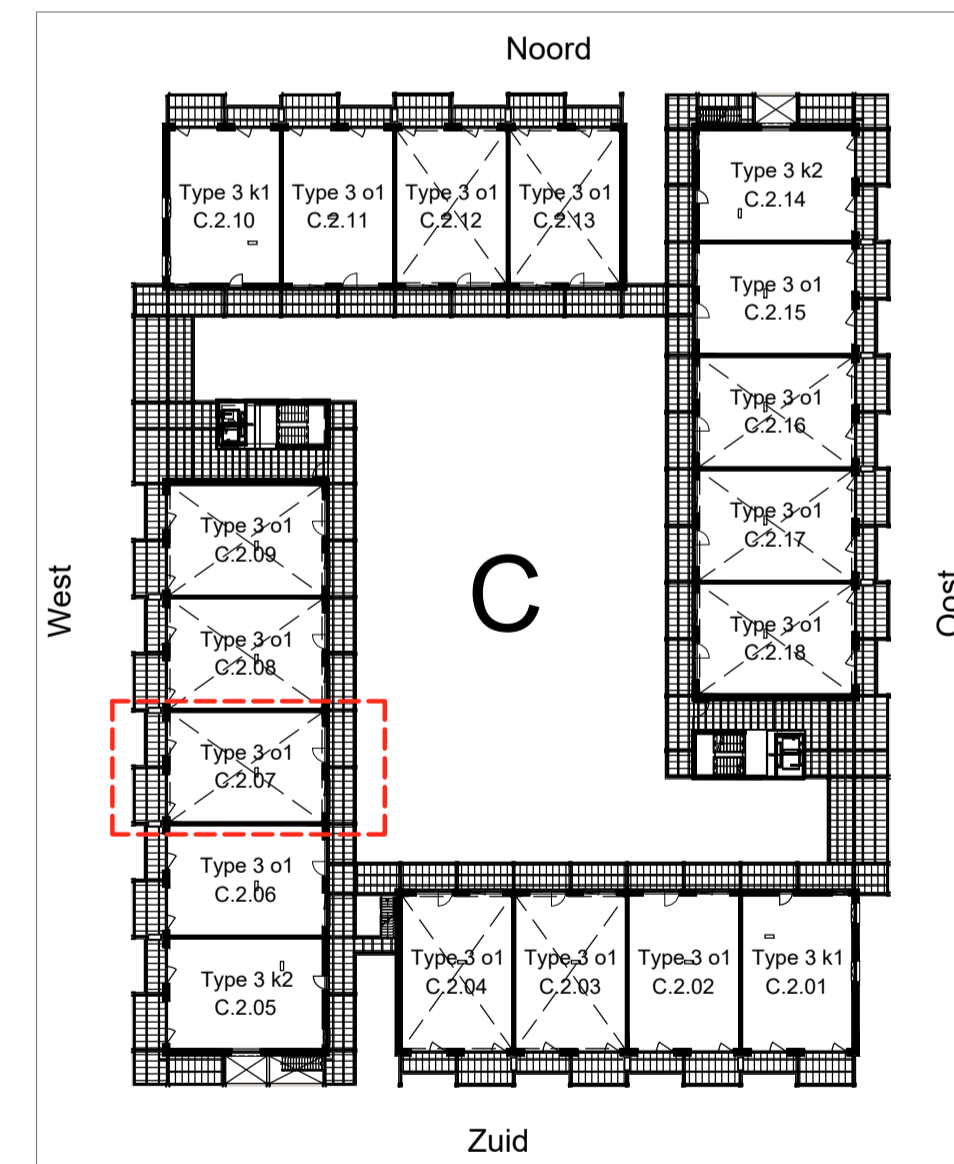 Noord
Type 3 k1
C.2.10
Type 3 o1
C.2.11
Type 3 o1
C.2.12
Type 3 o1
C.2.13
Type 3 k2
C.2.14
Type 3 o1
C.2.15
Type 3 o1
C.2.16
Type 3 o1
C.2.17
Type 3 o1
C.2.18
West
C
Oost
Type 3 o1
C.2.09
Type 3 o1
C.2.08
Type 3 o1
C.2.07
Type 3 o1
C.2.06
Type 3 k2
C.2.05
Type 3 o1
C.2.04
Type 3 o1
C.2.03
Type 3 o1
C.2.02
Type 3 k1
C.2.01
Zuid